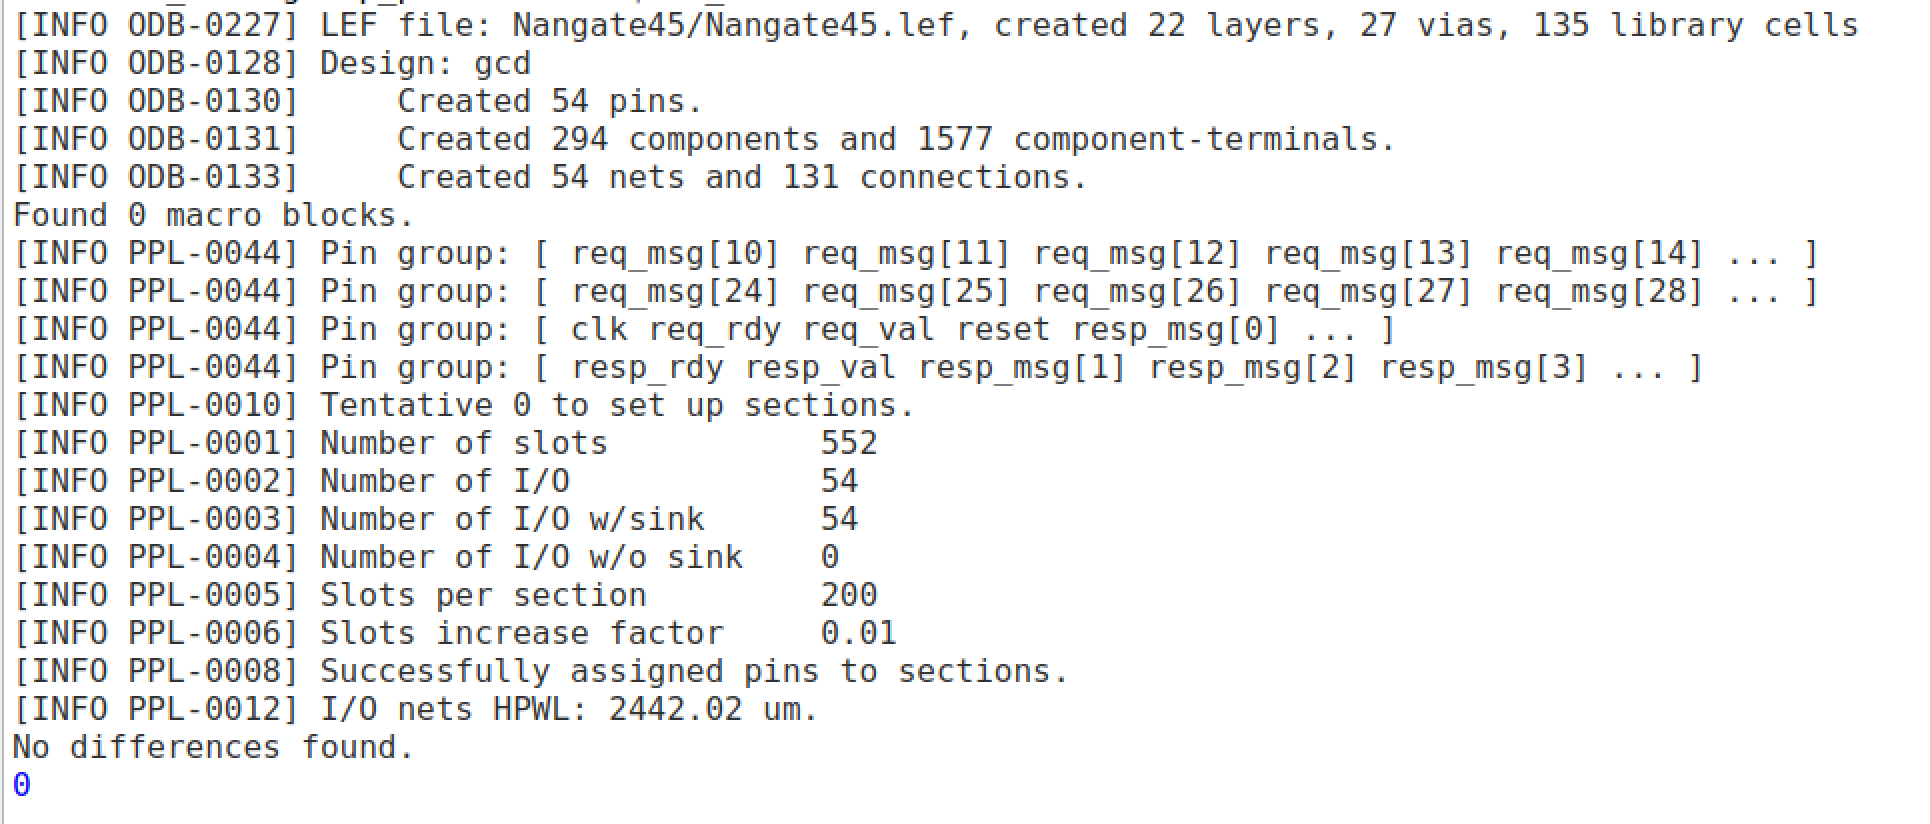 [INFO ODB-0227] LEF file: Nangate45/Nangate45.lef, created 22 layers, 27 vias, 135 library cells
[INFO ODB-0128] Design: gcd
[INFO ODB-0130]     Created 54 pins.
[INFO ODB-0131]     Created 294 components and 1577 component-terminals.
[INFO ODB-0133]     Created 54 nets and 131 connections.
Found 0 macro blocks.
[INFO PPL-0044] Pin group: [ req_msg[10] req_msg[11] req_msg[12] req_msg[13] req_msg[14] ... ]
[INFO PPL-0044] Pin group: [ req_msg[24] req_msg[25] req_msg[26] req_msg[27] req_msg[28] ... ]
[INFO PPL-0044] Pin group: [ clk req_rdy req_val reset resp_msg[0] ... ]
[INFO PPL-0044] Pin group: [ resp_rdy resp_val resp_msg[1] resp_msg[2] resp_msg[3] ... ]
[INFO PPL-0010] Tentative 0 to set up sections.
[INFO PPL-0001] Number of slots           552
[INFO PPL-0002] Number of I/O             54
[INFO PPL-0003] Number of I/O w/sink      54
[INFO PPL-0004] Number of I/O w/o sink    0
[INFO PPL-0005] Slots per section         200
[INFO PPL-0006] Slots increase factor     0.01
[INFO PPL-0008] Successfully assigned pins to sections.
[INFO PPL-0012] I/O nets HPWL: 2442.02 um.
No differences found.
0